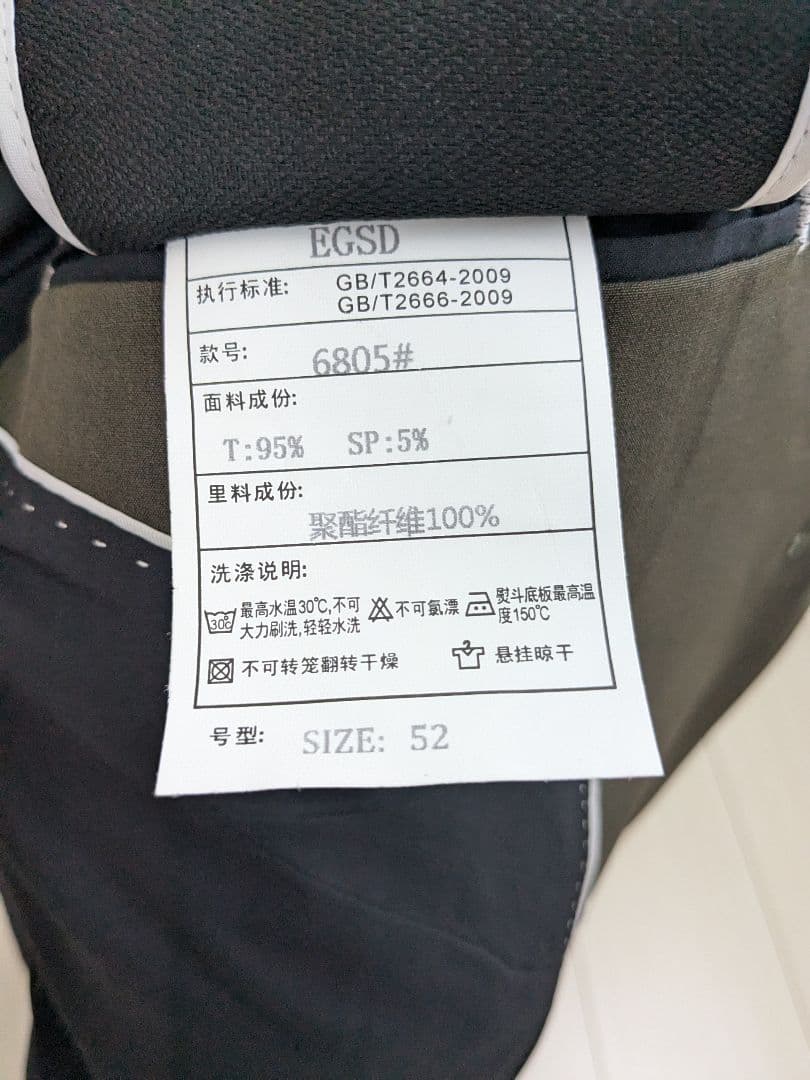 EGSD
执行标准: GB/T2664-2009
GB/T2666-2009
款号: 6805#
面料成份:
T:95% SP:5%
里料成份:
聚酯纤维100%
洗涤说明:
30℃ 最高水温30℃,不可 不可氯漂 熨斗底板最高温
大力刷洗,轻轻水洗 度150℃
不可转笼翻转干燥 悬挂晾干
号型: SIZE: 52